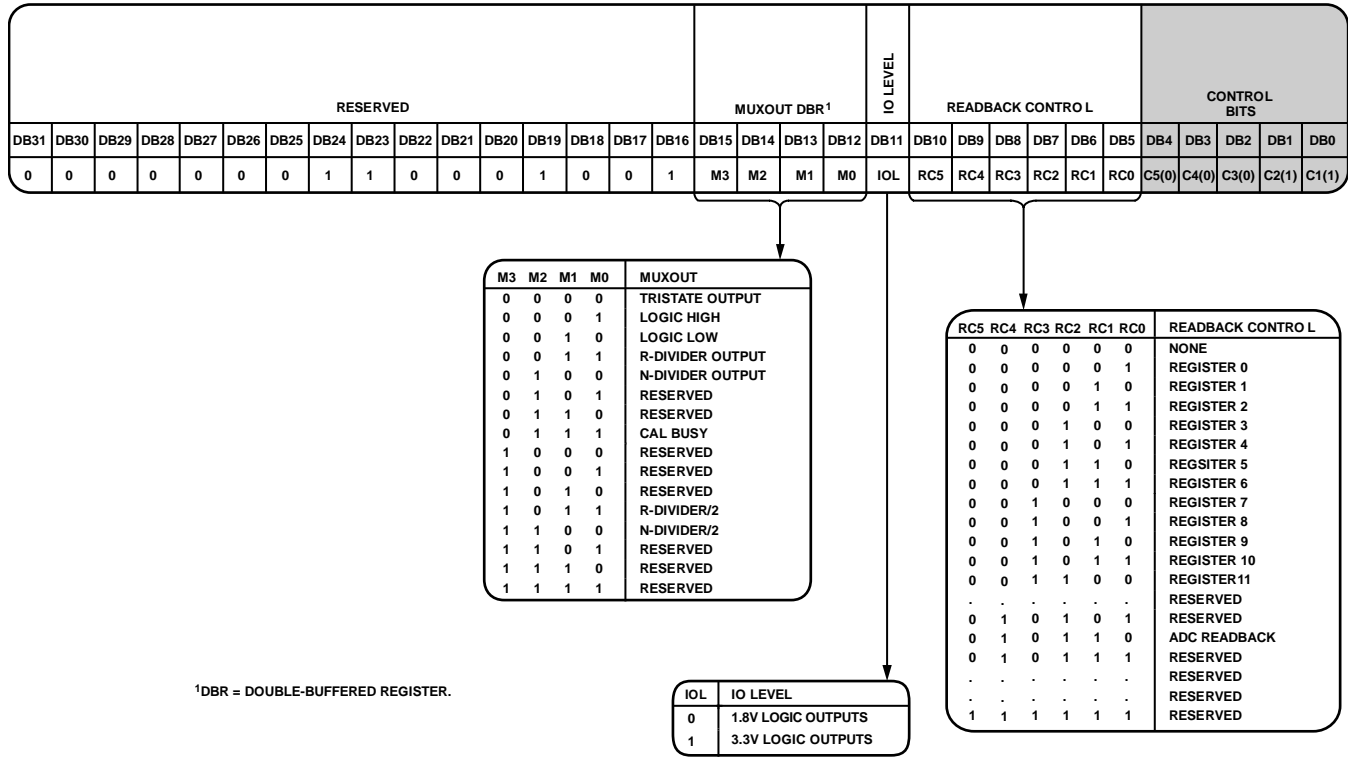 RESERVED MUXOUT DBR1 IO LEVEL READBACK CONTRO L CONTROL
BITS
DB31 DB30 DB29 DB28 DB27 DB26 DB25 DB24 DB23 DB22 DB21 DB20 DB19 DB18 DB17 DB16 DB15 DB14 DB13 DB12 DB11 DB10 DB9 DB8 DB7 DB6 DB5 DB4 DB3 DB2 DB1 DB0
0 0 0 0 0 0 0 1 1 0 0 0 1 0 0 1 M3 M2 M1 M0 IOL RC5 RC4 RC3 RC2 RC1 RC0 C5(0) C4(0) C3(0) C2(1) C1(1)
M3 M2 M1 M0 MUXOUT
0 0 0 0 TRISTATE OUTPUT
0 0 0 1 LOGIC HIGH
0 0 1 0 LOGIC LOW
0 0 1 1 R-DIVIDER OUTPUT
0 1 0 0 N-DIVIDER OUTPUT
0 1 0 1 RESERVED
0 1 1 0 RESERVED
0 1 1 1 CAL BUSY
1 0 0 0 RESERVED
1 0 0 1 RESERVED
1 0 1 0 RESERVED
1 0 1 1 R-DIVIDER/2
1 1 0 0 N-DIVIDER/2
1 1 0 1 RESERVED
1 1 1 0 RESERVED
1 1 1 1 RESERVED
RC5 RC4 RC3 RC2 RC1 RC0 READBACK CONTRO L
0 0 0 0 0 0 NONE
0 0 0 0 0 1 REGISTER 0
0 0 0 0 1 0 REGISTER 1
0 0 0 0 1 1 REGISTER 2
0 0 0 1 0 0 REGISTER 3
0 0 0 1 0 1 REGISTER 4
0 0 0 1 1 0 REGSITER 5
0 0 0 1 1 1 REGISTER 6
0 0 1 0 0 0 REGISTER 7
0 0 1 0 0 1 REGISTER 8
0 0 1 0 1 0 REGISTER 9
0 0 1 0 1 1 REGISTER 10
0 0 1 1 0 0 REGISTER11
. . . . . . RESERVED
0 1 0 1 0 1 RESERVED
0 1 0 1 1 0 ADC READBACK
0 1 0 1 1 1 RESERVED
. . . . . . RESERVED
. . . . . . RESERVED
1 1 1 1 1 1 RESERVED
1DBR = DOUBLE-BUFFERED REGISTER.
IOL IO LEVEL
0 1.8V LOGIC OUTPUTS
1 3.3V LOGIC OUTPUTS